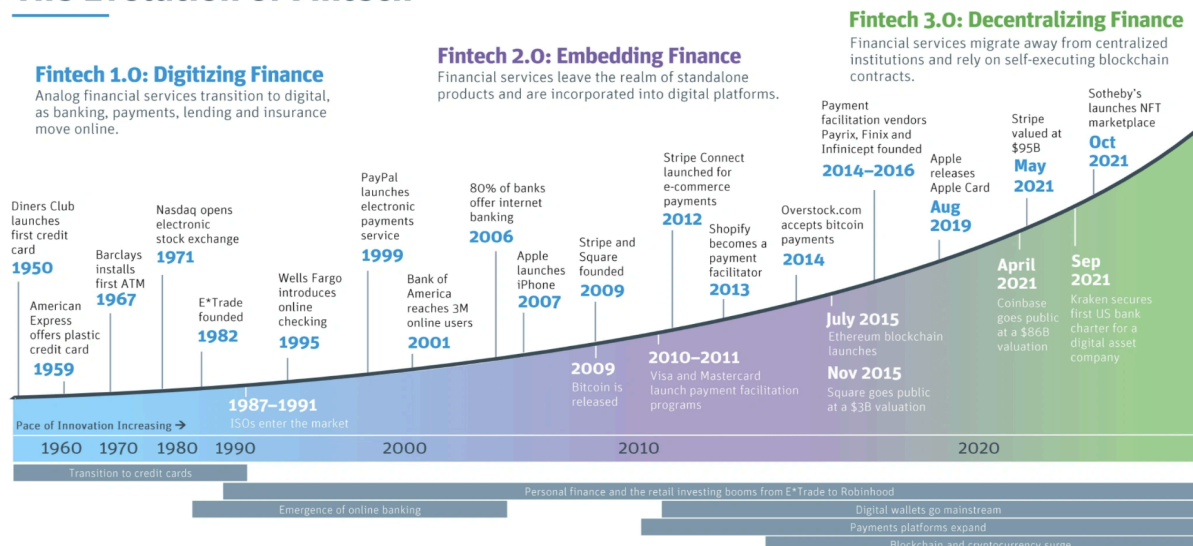 The Evolution of Fintech
Fintech 1.0: Digitizing Finance
Analog financial services transition to digital,
as banking, payments, lending and insurance
move online.
Fintech 2.0: Embedding Finance
Financial services leave the realm of standalone
products and are incorporated into digital platforms.
Fintech 3.0: Decentralizing Finance
Financial services migrate away from centralized
institutions and rely on self-executing blockchain
contracts.
Diners Club
launches
first credit
card
1950
American
Express
offers plastic
credit card
1959
Barclays
installs
first ATM
1967
Nasdaq opens
electronic
stock exchange
1971
E*Trade
founded
1982
1987–1991
ISOs enter the market
Wells Fargo
introduces
online
checking
1995
PayPal
launches
electronic
payments
service
1999
Bank of
America
reaches 3M
online users
2001
80% of banks
offer internet
banking
2006
Apple
launches
iPhone
2007
Stripe and
Square
founded
2009
2009
Bitcoin is
released
2010–2011
Visa and Mastercard
launch payment facilitation
programs
Stripe Connect
launched for
e-commerce
payments
2012
Shopify
becomes a
payment
facilitator
2013
Overstock.com
accepts bitcoin
payments
2014
Payment
facilitation vendors
Payrix, Finix and
Infinicept founded
2014–2016
July 2015
Ethereum blockchain
launches
Nov 2015
Square goes public
at a $3B valuation
Apple
releases
Apple Card
Aug
2019
April
2021
Coinbase
goes public
at a $86B
valuation
Stripe
valued at
$95B
May
2021
Sep
2021
Kraken secures
first US bank
charter for a
digital asset
company
Sotheby's
launches NFT
marketplace
Oct
2021
Pace of Innovation Increasing →
1960 1970 1980 1990 2000 2010 2020
Transition to credit cards
Personal finance and the retail investing booms from E*Trade to Robinhood
Emergence of online banking
Digital wallets go mainstream
Payments platforms expand
Blockchain and cryptocurrency surge